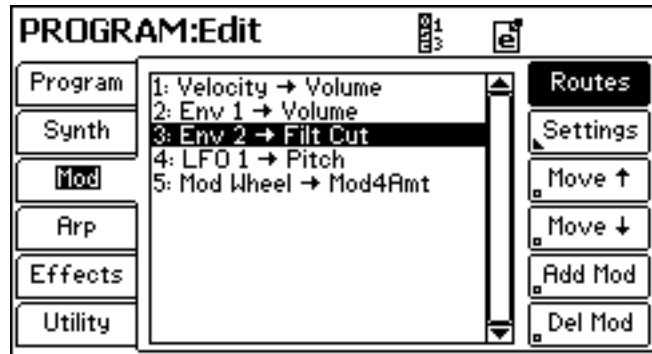 PROGRAM:Edit
Program
Synth
Mod
Arp
Effects
Utility
1: Velocity → Volume
2: Env 1 → Volume
3: Env 2 → Filt Cut
4: LFO 1 → Pitch
5: Mod Wheel → Mod4Amt
Routes
Settings
Move ↑
Move ↓
Add Mod
Del Mod